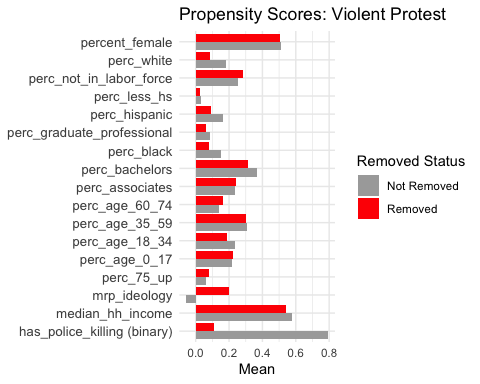 Propensity Scores: Violent Protest
percent_female
perc_white
perc_not_in_labor_force
perc_less_hs
perc_hispanic
perc_graduate_professional
perc_black
perc_bachelors
perc_associates
perc_age_60_74
perc_age_35_59
perc_age_18_34
perc_age_0_17
perc_75_up
mrp_ideology
median_hh_income
has_police_killing (binary)
0.0 0.2 0.4 0.6 0.8
Mean
Removed Status
Not Removed
Removed